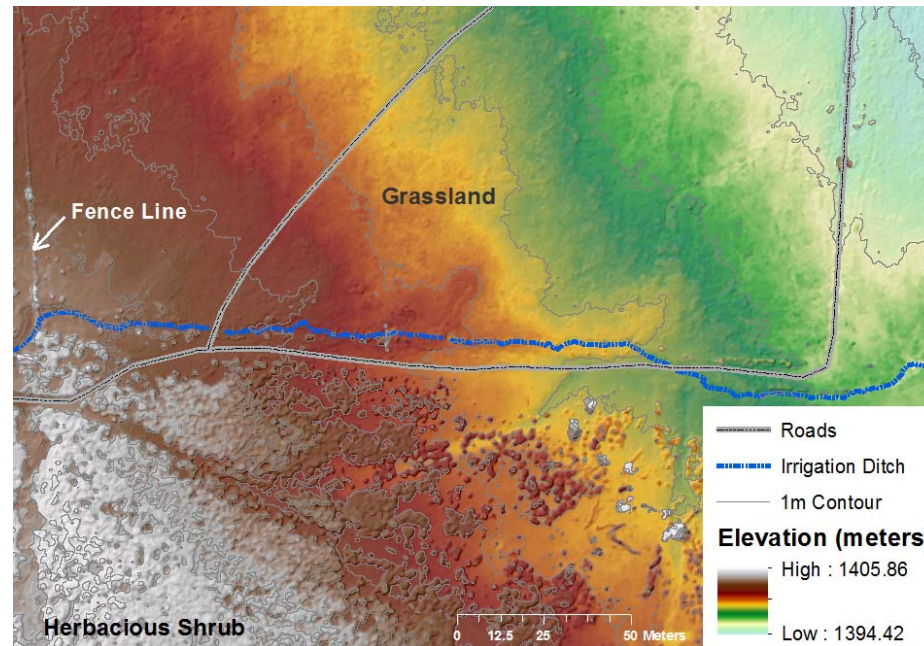 Grassland
Fence Line
Roads
Irrigation Ditch
1m Contour
Elevation (meters
High : 1405.86
Low : 1394.42
Herbacious Shrub
0 12.5 25 50 Meters